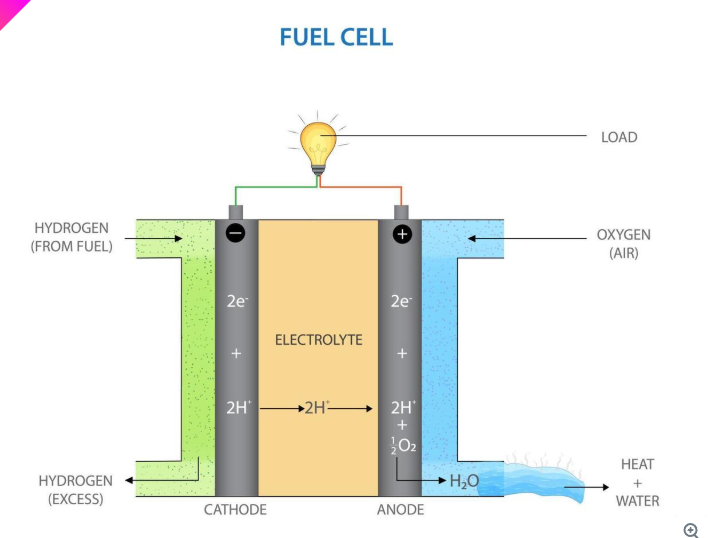 FUEL CELL
LOAD
HYDROGEN
(FROM FUEL)
OXYGEN
(AIR)
−
+
2e⁻
2e⁻
ELECTROLYTE
+
+
2H⁺
2H⁺
2H⁺
+
½O₂
H₂O
HYDROGEN
(EXCESS)
HEAT
+
WATER
CATHODE
ANODE